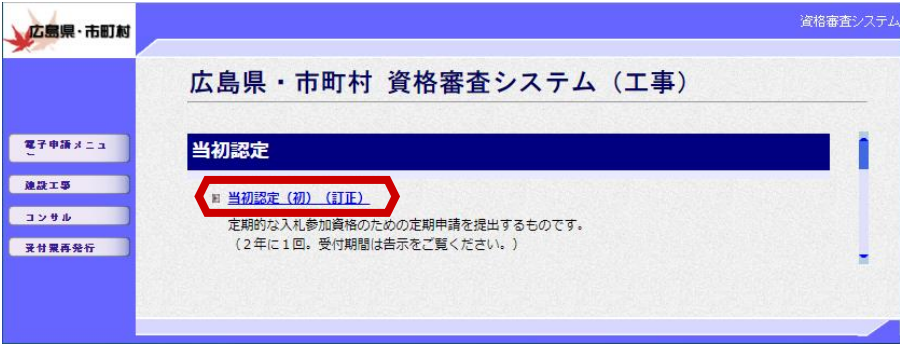 広島県・市町村
資格審査システム
広島県・市町村 資格審査システム（工事）
電子申請メニュー
建設工事
コンサル
受付票再発行
当初認定
当初認定（初）（訂正）
定期的な入札参加資格のための定期申請を提出するものです。
（２年に１回。受付期間は告示をご覧ください。）